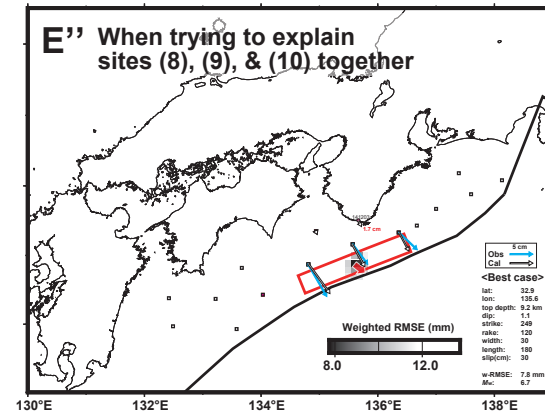 E’’ When trying to explain
sites (8), (9), & (10) together
1.7 cm
5 cm
Obs
Cal
<Best case>
lat: 32.9
lon: 135.6
top depth: 9.2 km
dip: 1.1
strike: 249
rake: 120
width: 30
length: 180
slip(cm) 30
w-RMSE: 7.8 mm
Mw: 6.7
Weighted RMSE (mm)
8.0 12.0
130°E 132°E 134°E 136°E 138°E